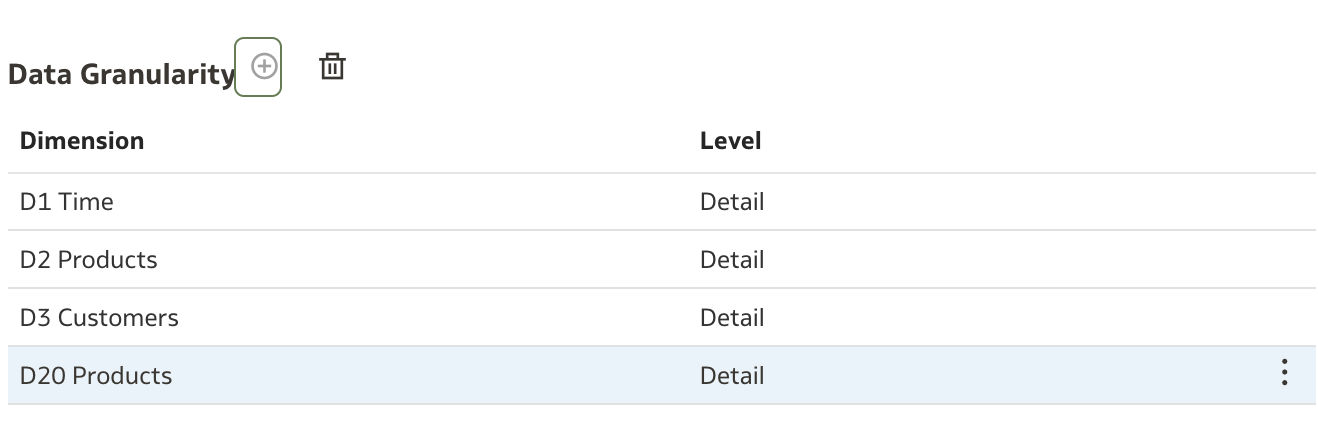 Data Granularity
Dimension Level
D1 Time Detail
D2 Products Detail
D3 Customers Detail
D20 Products Detail